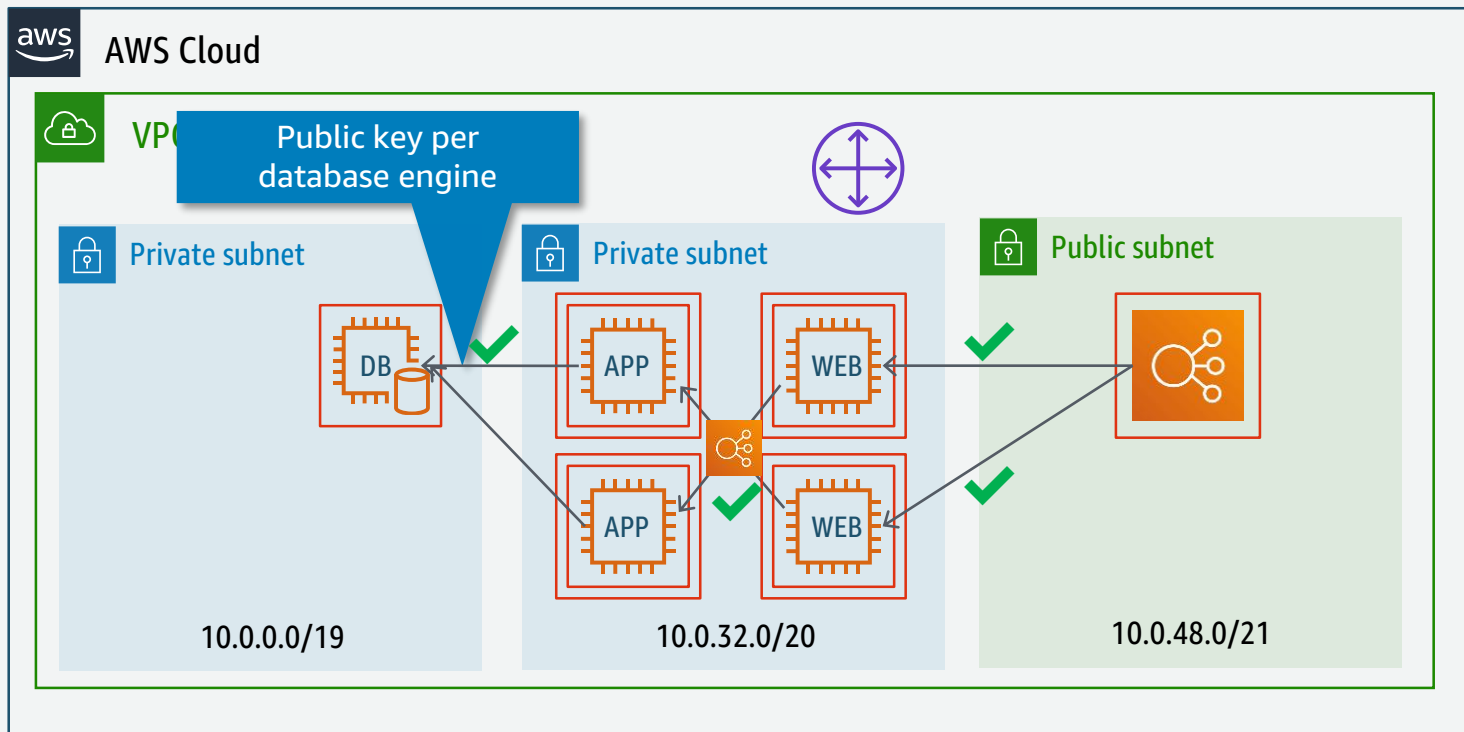 aws
AWS Cloud
Public key per
database engine
Private subnet
Private subnet
Public subnet
DB
APP
WEB
APP
WEB
10.0.0.0/19
10.0.32.0/20
10.0.48.0/21